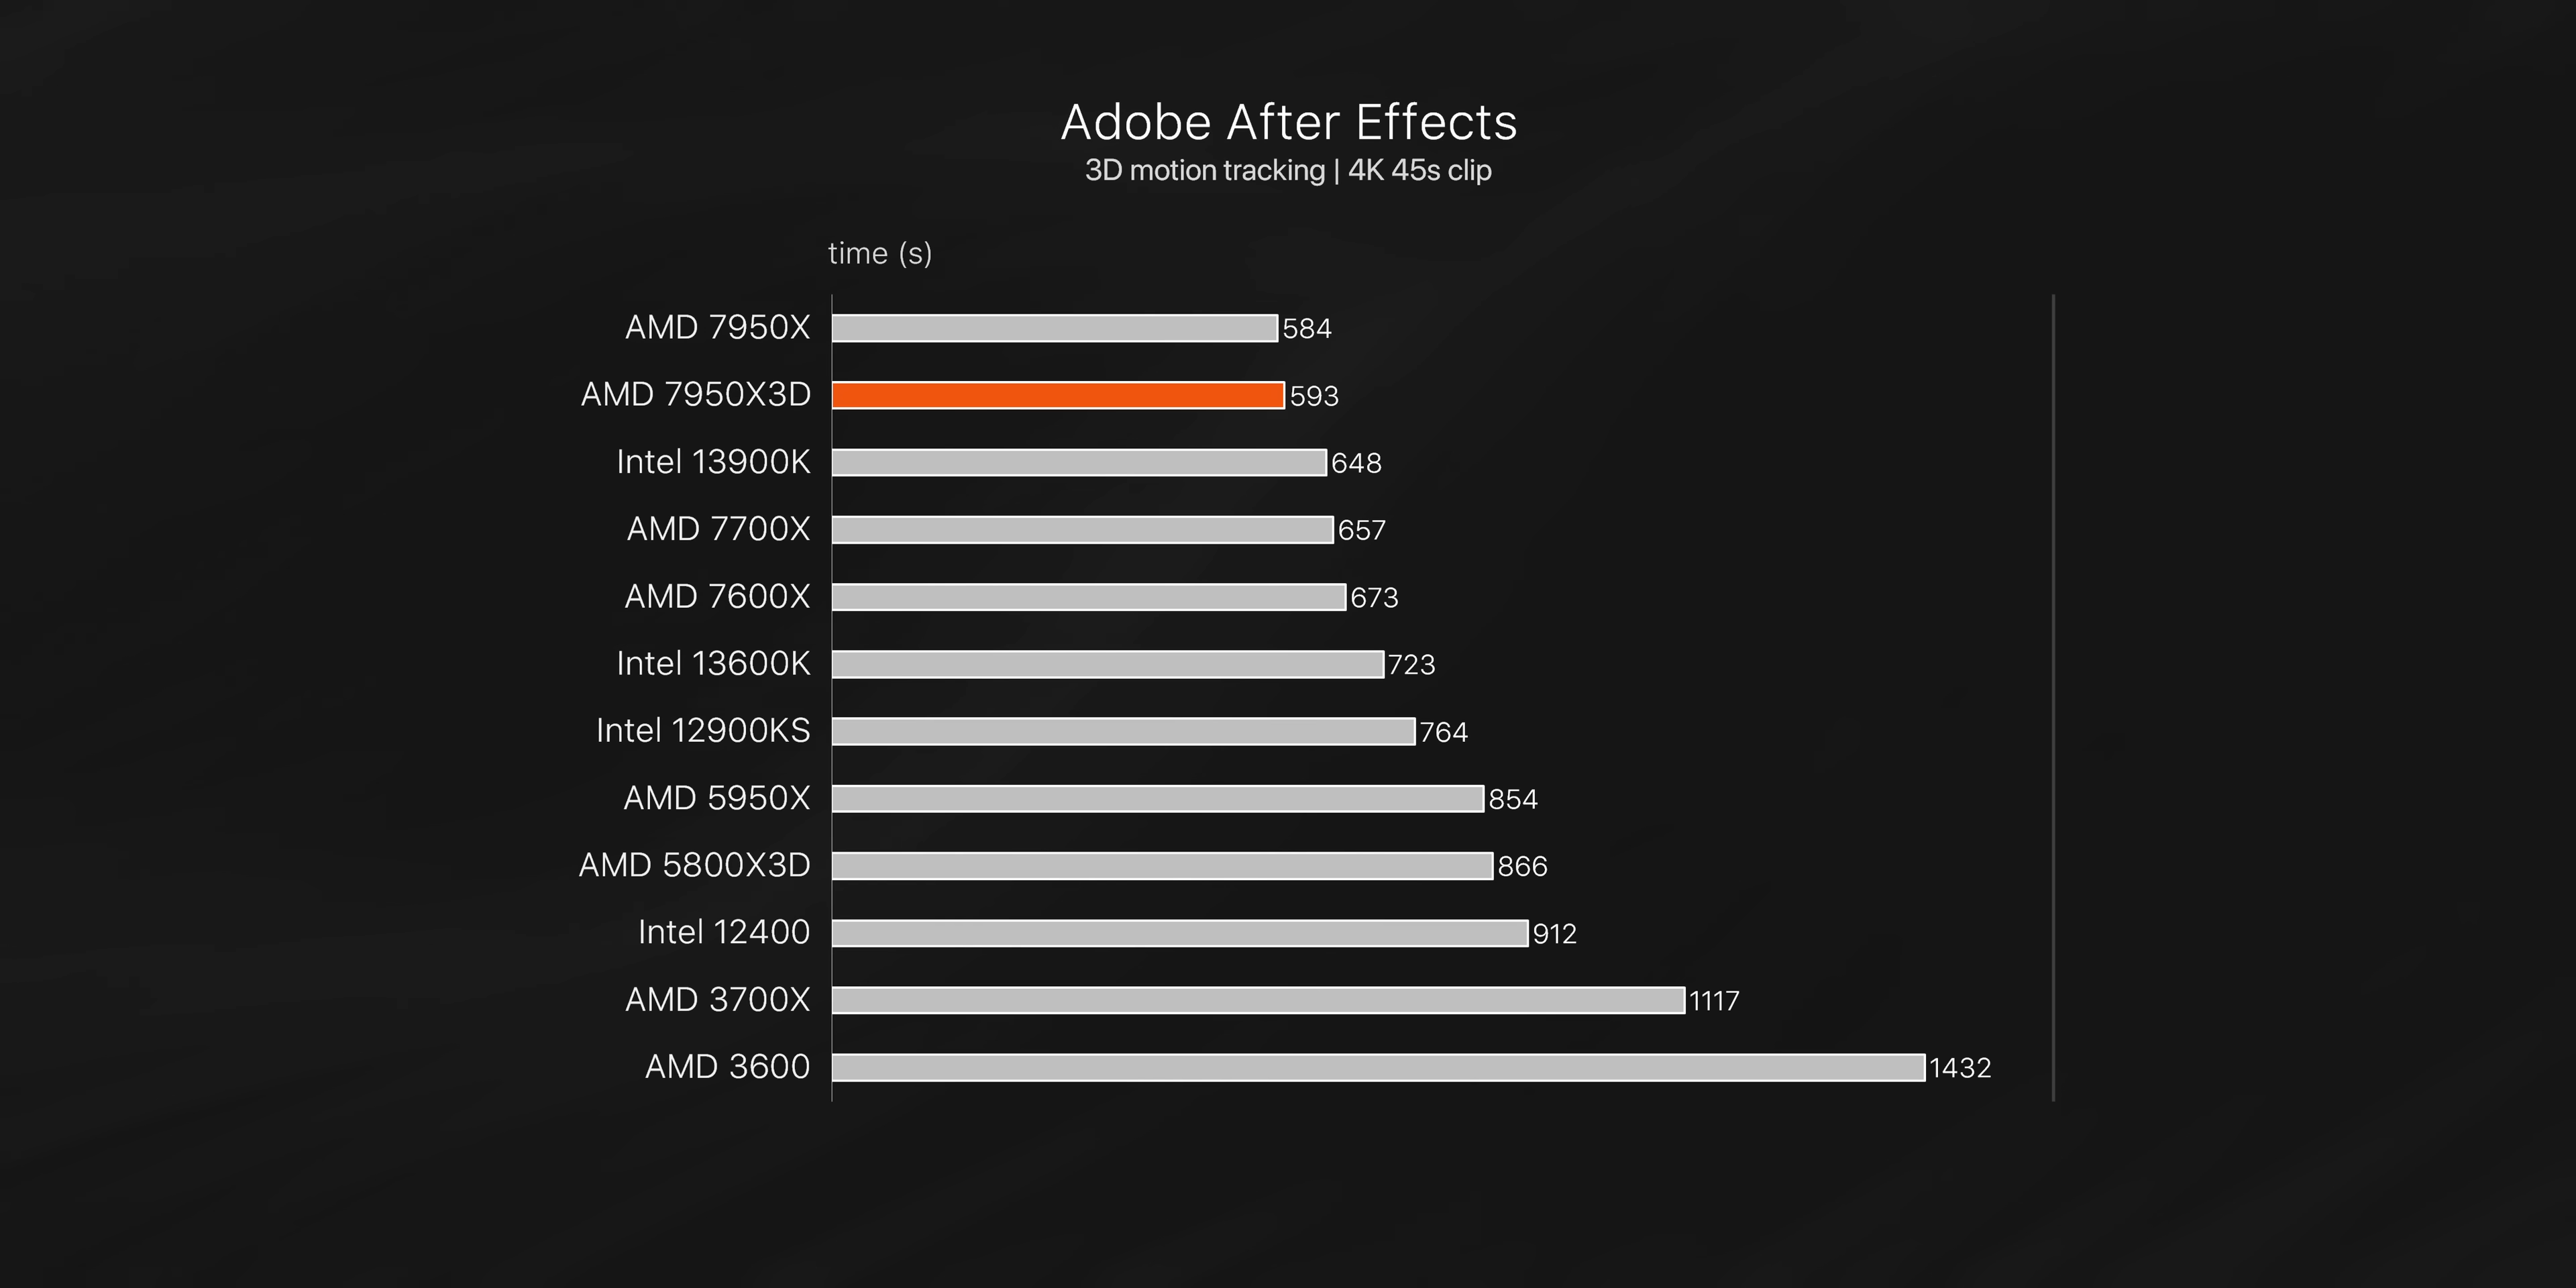 Adobe After Effects
3D motion tracking | 4K 45s clip
time (s)
AMD 7950X 584
AMD 7950X3D 593
Intel 13900K 648
AMD 7700X 657
AMD 7600X 673
Intel 13600K 723
Intel 12900KS 764
AMD 5950X 854
AMD 5800X3D 866
Intel 12400 912
AMD 3700X 1117
AMD 3600 1432